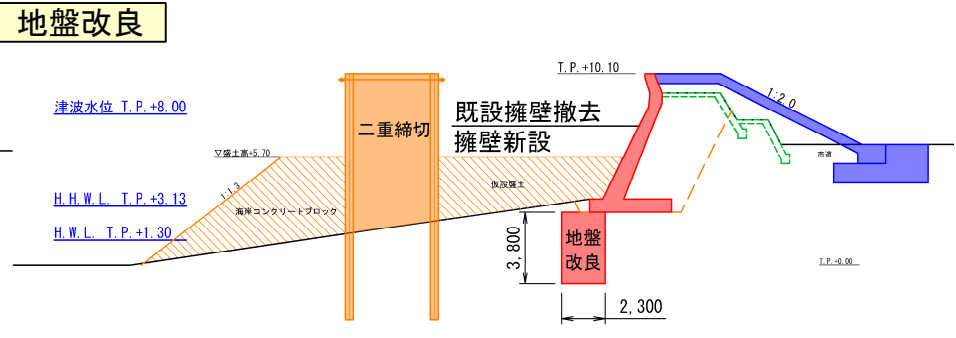 地盤改良
T.P.+10.10
津波水位 T.P.+8.00
1:2.0
既設擁壁撤去
二重締切
擁壁新設
▽盛土高+5.70
市道
1:1.3
仮設盛土
H.H.W.L. T.P.+3.13
海岸コンクリートブロック
H.W.L. T.P.+1.30
地盤
改良
3,800
T.P.+0.00
2,300